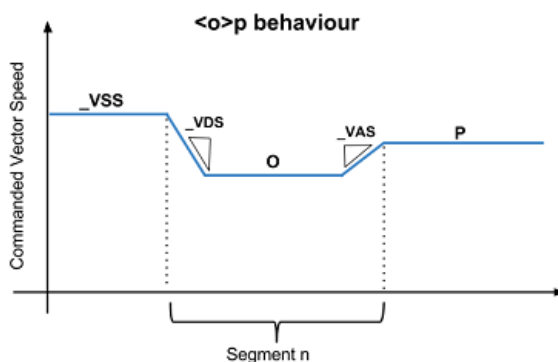 <o>p behaviour
Commanded Vector Speed
_VSS
_VDS
_VAS
P
O
Segment n